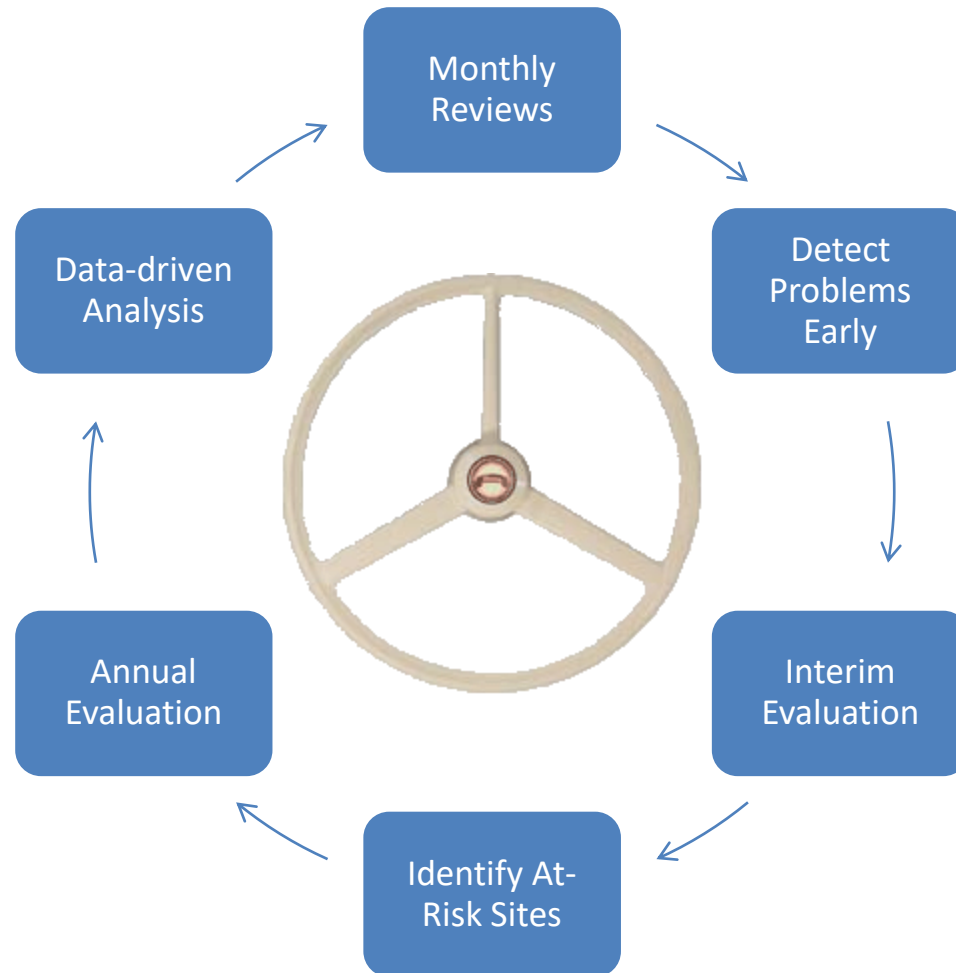 Monthly
Reviews
Detect
Problems
Early
Interim
Evaluation
Identify At-
Risk Sites
Annual
Evaluation
Data-driven
Analysis